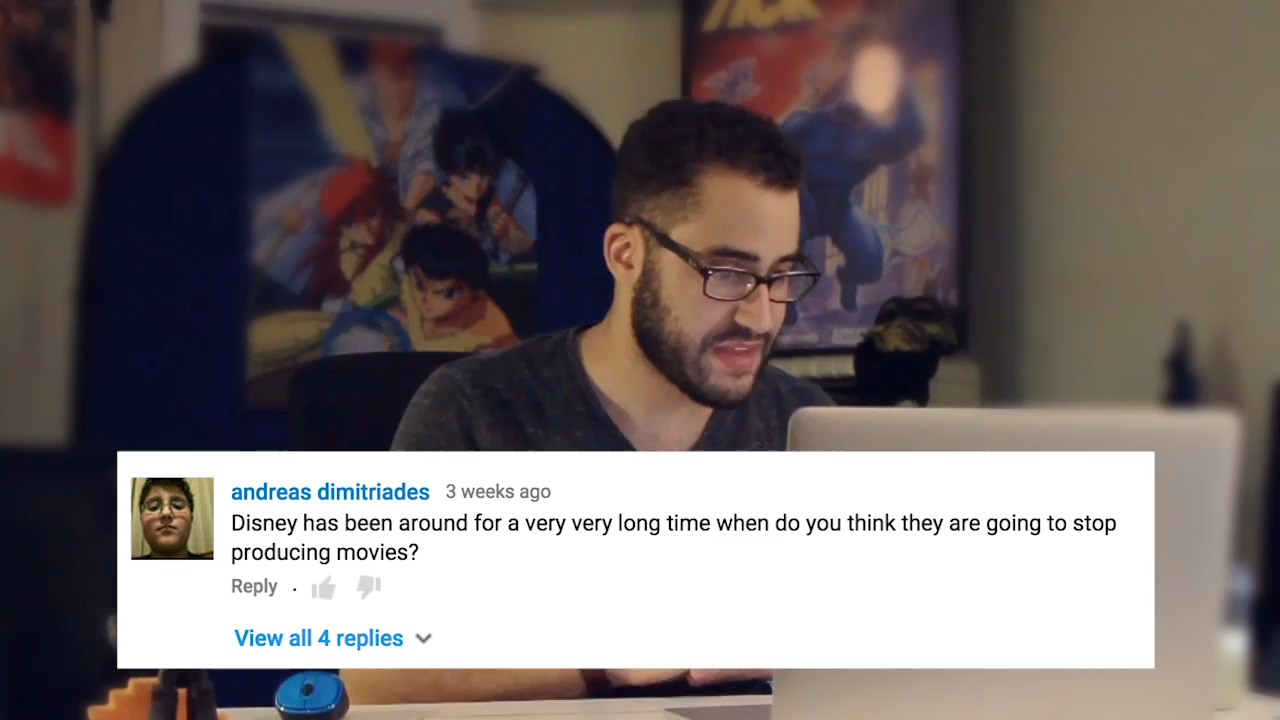 TICK
andreas dimitriades 3 weeks ago
Disney has been around for a very very long time when do you think they are going to stop
producing movies?
Reply .
View all 4 replies